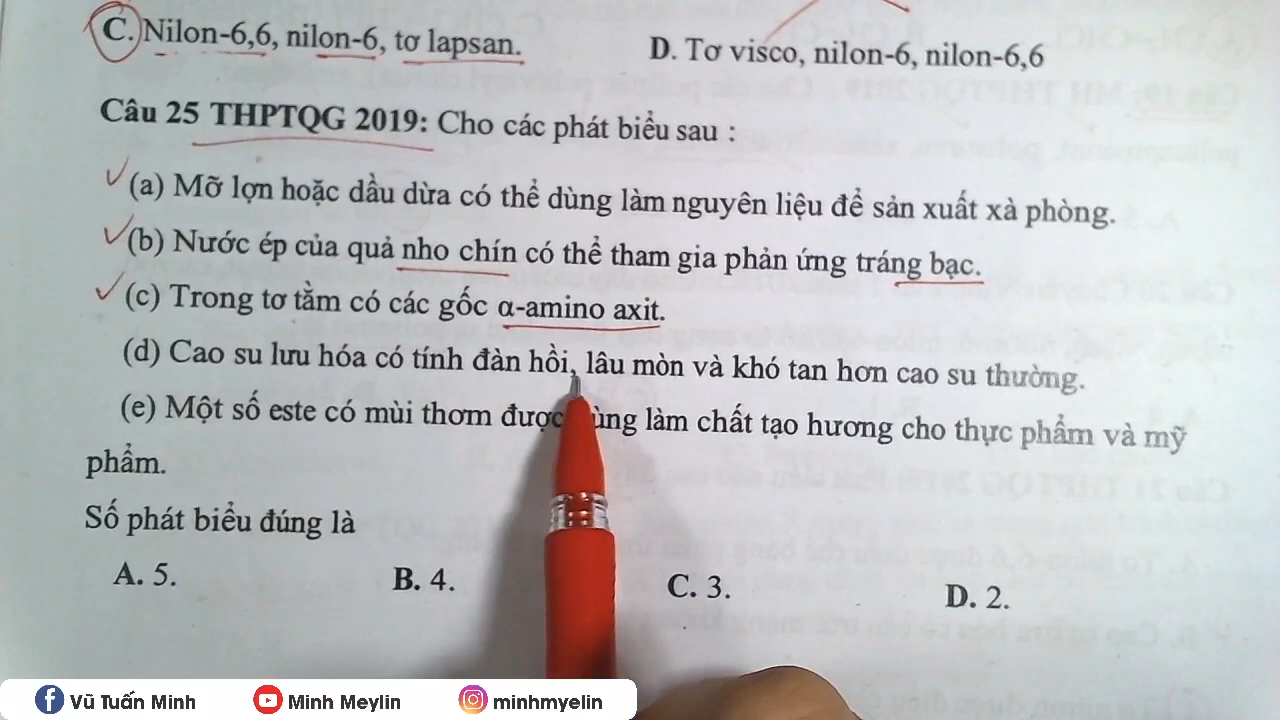 C. Nilon-6,6, nilon-6, tơ lapsan.
D. Tơ visco, nilon-6, nilon-6,6
Câu 25 THPTQG 2019: Cho các phát biểu sau :
(a) Mỡ lợn hoặc dầu dừa có thể dùng làm nguyên liệu để sản xuất xà phòng.
(b) Nước ép của quả nho chín có thể tham gia phản ứng tráng bạc.
(c) Trong tơ tằm có các gốc α-amino axit.
(d) Cao su lưu hóa có tính đàn hồi, lâu mòn và khó tan hơn cao su thường.
(e) Một số este có mùi thơm được dùng làm chất tạo hương cho thực phẩm và mỹ
phẩm.
Số phát biểu đúng là
A. 5.
B. 4.
C. 3.
D. 2.
Vũ Tuấn Minh
Minh Meylin
minhmyelin